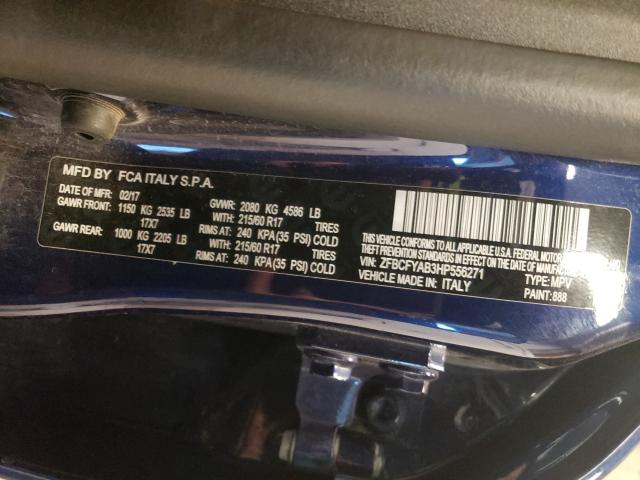 MFD BY FCA ITALY S.P.A.
DATE OF MFR: 02/17 GVWR: 2080 KG 4586 LB
GAWR FRONT: 1150 KG 2535 LB WITH: 215/60 R17 TIRES
17X7 RIMS AT: 240 KPA(35 PSI) COLD
GAWR REAR: 1000 KG 2205 LB WITH: 215/60 R17 TIRES
17X7 RIMS AT: 240 KPA(35 PSI) COLD
THIS VEHICLE CONFORMS TO ALL APPLICABLE U.S.A. FEDERAL MOTOR
THEFT PREVENTION STANDARDS IN EFFECT ON THE DATE OF
VIN: ZFBCFYAB3HP556271 TYPE: MPV
VEHICLE MADE IN: ITALY PAINT: 888